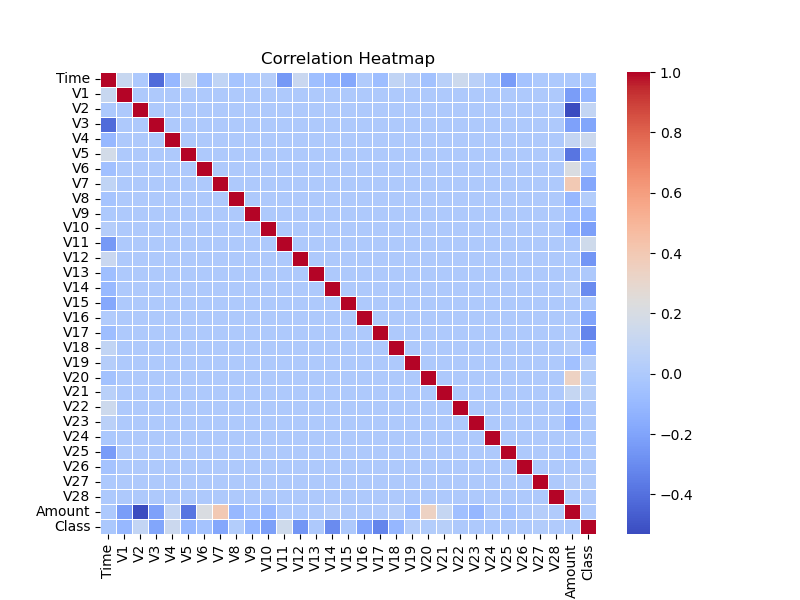 Correlation Heatmap
Time
V1
V2
V3
V4
V5
V6
V7
V8
V9
V10
V11
V12
V13
V14
V15
V16
V17
V18
V19
V20
V21
V22
V23
V24
V25
V26
V27
V28
Amount
Class
Time
V1
V2
V3
V4
V5
V6
V7
V8
V9
V10
V11
V12
V13
V14
V15
V16
V17
V18
V19
V20
V21
V22
V23
V24
V25
V26
V27
V28
Amount
Class
1.0
0.8
0.6
0.4
0.2
0.0
−0.2
−0.4